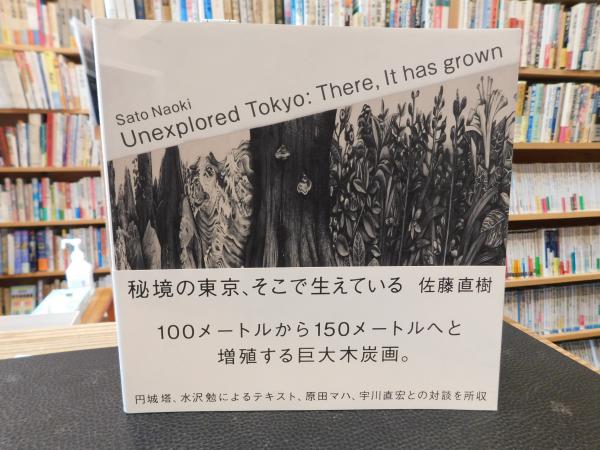 Sato Naoki
Unexplored Tokyo: There, It has grown
秘境の東京、そこで生えている 佐藤直樹
100メートルから150メートルへと
増殖する巨大木炭画。
円城塔、水沢勉によるテキスト、原田マハ、宇川直宏との対談を所収